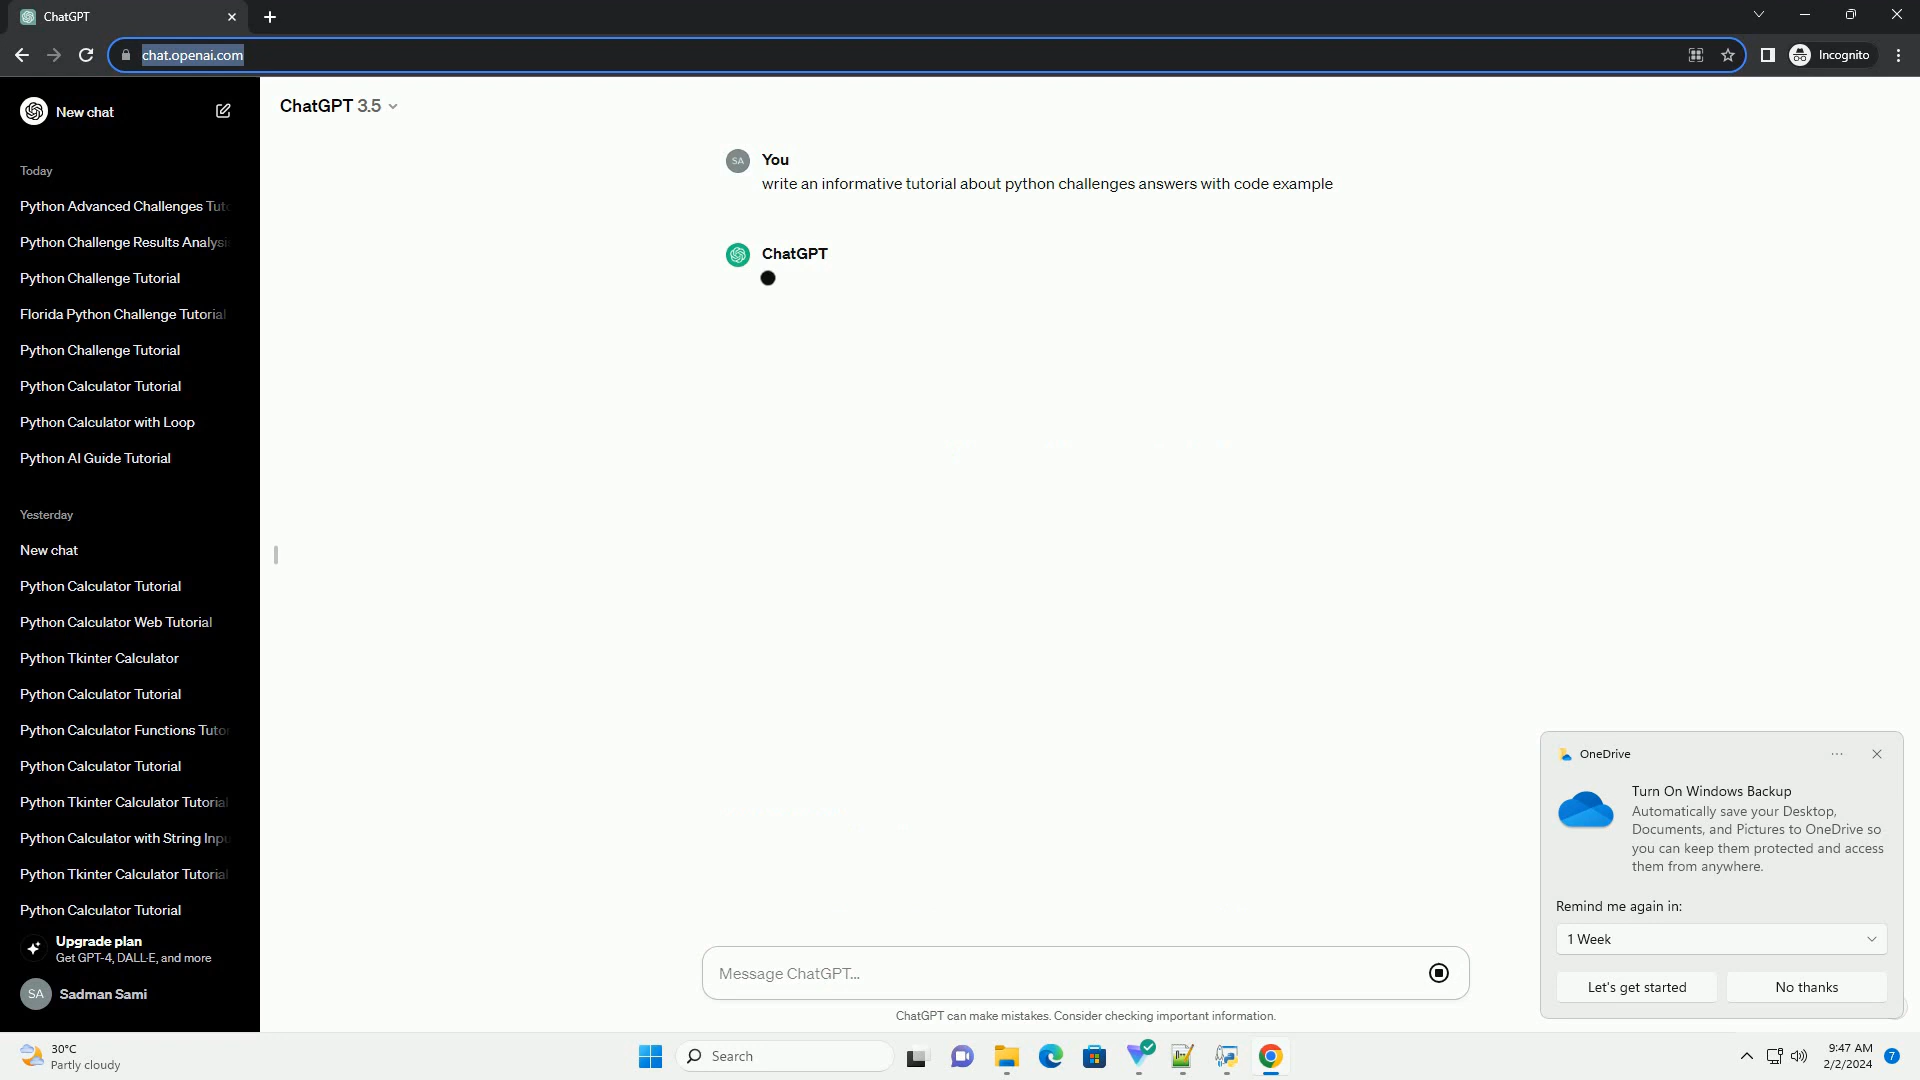 ChatGPT
chat.openai.com
Incognito
New chat
Today
Python Advanced Challenges Tuto
Python Challenge Results Analysi
Python Challenge Tutorial
Florida Python Challenge Tutorial
Python Challenge Tutorial
Python Calculator Tutorial
Python Calculator with Loop
Python AI Guide Tutorial
Yesterday
New chat
Python Calculator Tutorial
Python Calculator Web Tutorial
Python Tkinter Calculator
Python Calculator Tutorial
Python Calculator Functions Tutor
Python Calculator Tutorial
Python Tkinter Calculator Tutorial
Python Calculator with String Inpu
Python Tkinter Calculator Tutorial
Python Calculator Tutorial
Upgrade plan
Get GPT-4, DALL·E, and more
SA Sadman Sami
ChatGPT 3.5
SA You
write an informative tutorial about python challenges answers with code example
ChatGPT
Message ChatGPT...
ChatGPT can make mistakes. Consider checking important information.
OneDrive
Turn On Windows Backup
Automatically save your Desktop,
Documents, and Pictures to OneDrive so
you can keep them protected and access
them from anywhere.
Remind me again in:
1 Week
Let's get started
No thanks
30°C
Partly cloudy
Search
9:47 AM
2/2/2024
7